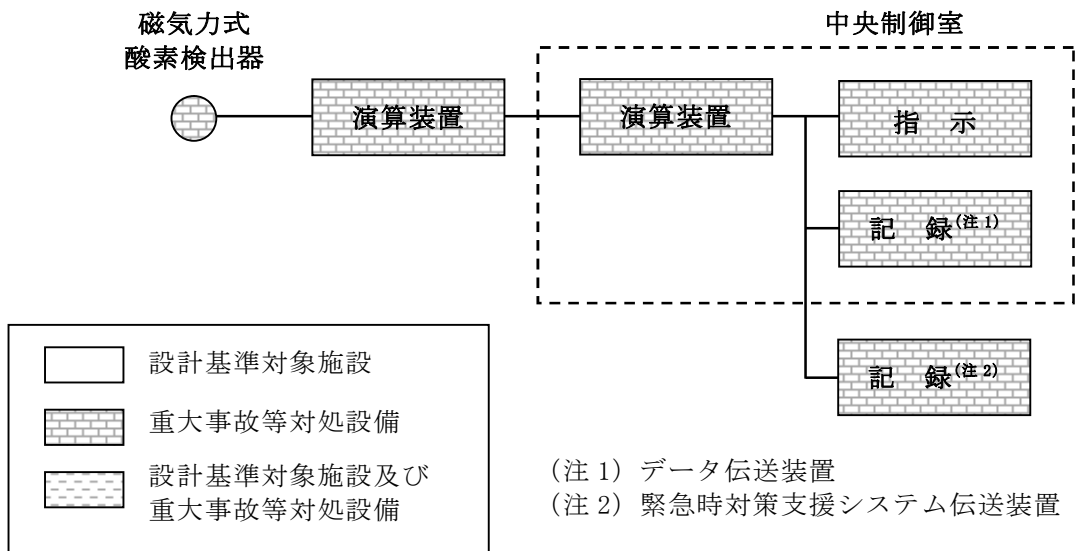 磁気力式
酸素検出器
中央制御室
演算装置
演算装置
指 示
記 録(注1)
記 録(注2)
設計基準対象施設
重大事故等対処設備
設計基準対象施設及び
重大事故等対処設備
(注1) データ伝送装置
(注2) 緊急時対策支援システム伝送装置